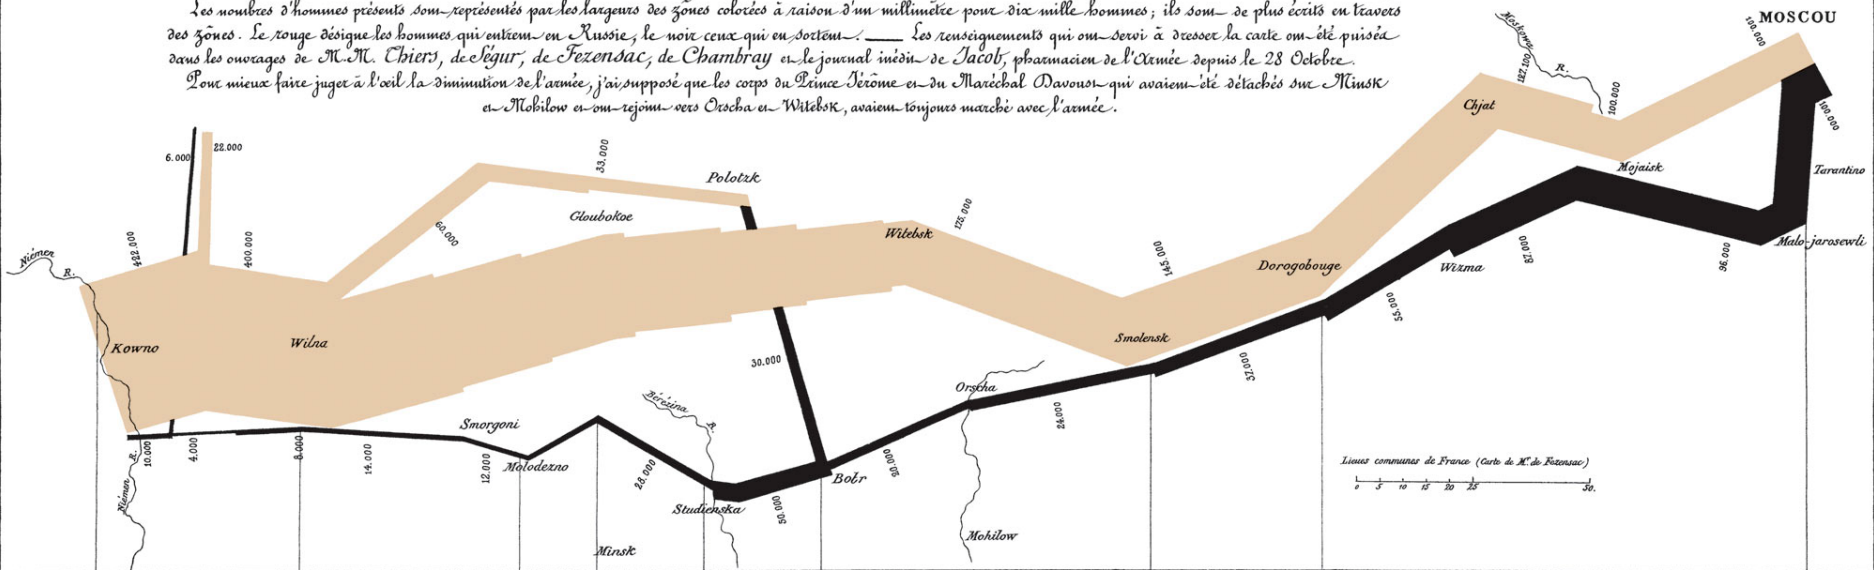 Les nombres d'hommes présents sont représentés par les largeurs des zones colorées à raison d'un millimètre pour dix mille hommes; ils sont de plus écrits en travers
des zones. Le rouge désigne les hommes qui entrent en Russie, le noir ceux qui en sortent. — Les renseignements qui ont servi à dresser la carte ont été puisés
dans les ouvrages de M.M. Thiers, de Ségur, de Fezensac, de Chambray et le journal inédit de Jacob, pharmacien de l'Armée depuis le 28 Octobre.
Pour mieux faire juger à l'œil la diminution de l'armée, j'ai supposé que les corps du Prince Jérôme et du Maréchal Davoust qui avaient été détachés sur Minsk
et Mohilow et ont rejoint vers Orscha et Witebsk, avaient toujours marché avec l'armée.
MOSCOU
100.000
Moskowa R.
127.100
100.000
Chjat
Mojaisk
100.000
Tarantino
Malo-jarosewli
6.000
22.000
33.000
Polotzk
Gloubokoe
60.000
422.000
400.000
175.000
Witebsk
145.000
Dorogobouge
Wizma
87.000
96.000
55.000
Niémen R.
Kowno
Wilna
Smolensk
30.000
37.000
Orscha
24.000
Bérézina R.
Smorgoni
Molodezno
10.000
4.000
8.000
14.000
12.000
28.000
Studienska
50.000
Bobr
20.000
Niémen R.
Minsk
Mohilow
Lieues communes de France (Carte de M. de Fezensac)
0 5 10 15 20 25 50.